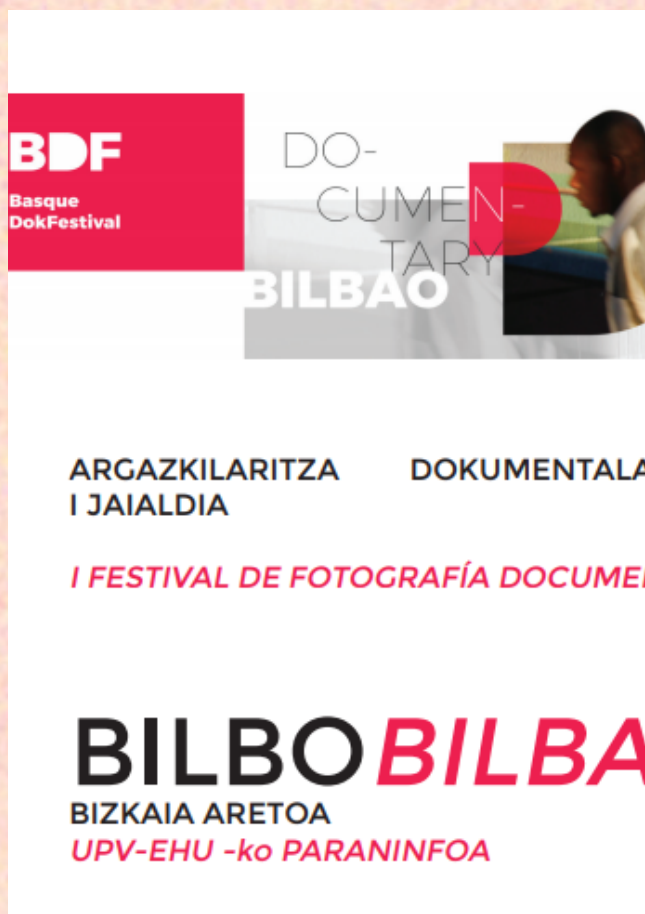 BDF
Basque
DokFestival
DO-
CUMEN-
TARY
BILBAO
ARGAZKILARITZA DOKUMENTALA
I JAIALDIA
I FESTIVAL DE FOTOGRAFÍA DOCUME
BILBO BILBA
BIZKAIA ARETOA
UPV-EHU -ko PARANINFOA